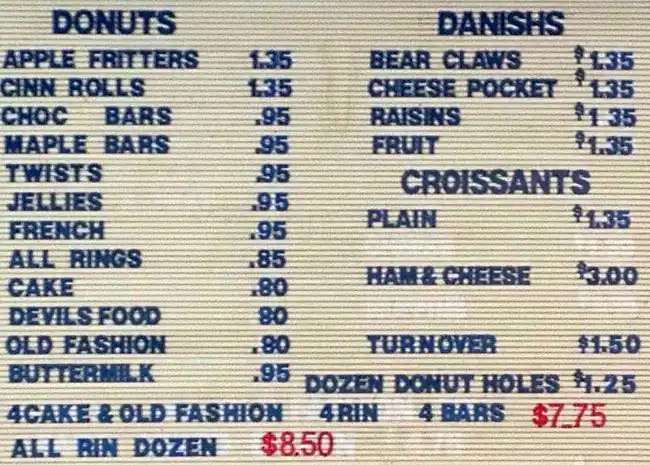 DONUTS
APPLE FRITTERS 1.35
CINN ROLLS 1.35
CHOC BARS .95
MAPLE BARS .95
TWISTS .95
JELLIES .95
FRENCH .95
ALL RINGS .85
CAKE .80
DEVILS FOOD 80
OLD FASHION .80
BUTTERMILK .95
DANISHS
BEAR CLAWS $1.35
CHEESE POCKET $1.35
RAISINS $1 35
FRUIT $1.35
CROISSANTS
PLAIN $1.35
HAM & CHEESE $3.00
TURNOVER $1.50
DOZEN DONUT HOLES $1.25
4CAKE & OLD FASHION 4 RIN 4 BARS $7.75
ALL RIN DOZEN $8.50